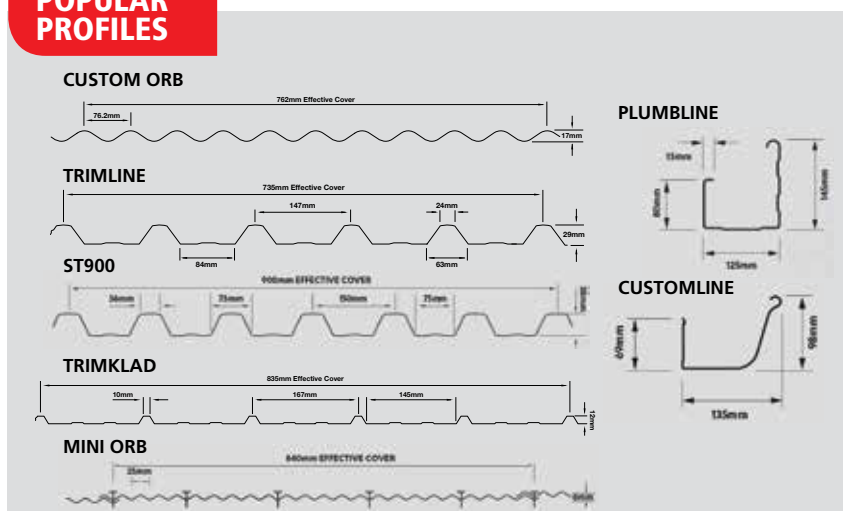 POPULAR
PROFILES
CUSTOM ORB
762mm Effective Cover
76.2mm
17mm
TRIMLINE
735mm Effective Cover
147mm
24mm
29mm
84mm
63mm
ST900
900mm EFFECTIVE COVER
36mm
75mm
150mm
75mm
TRIMKLAD
835mm Effective Cover
10mm
167mm
145mm
12mm
MINI ORB
840mm EFFECTIVE COVER
35mm
PLUMBLINE
15mm
80mm
145mm
125mm
CUSTOMLINE
69mm
98mm
135mm